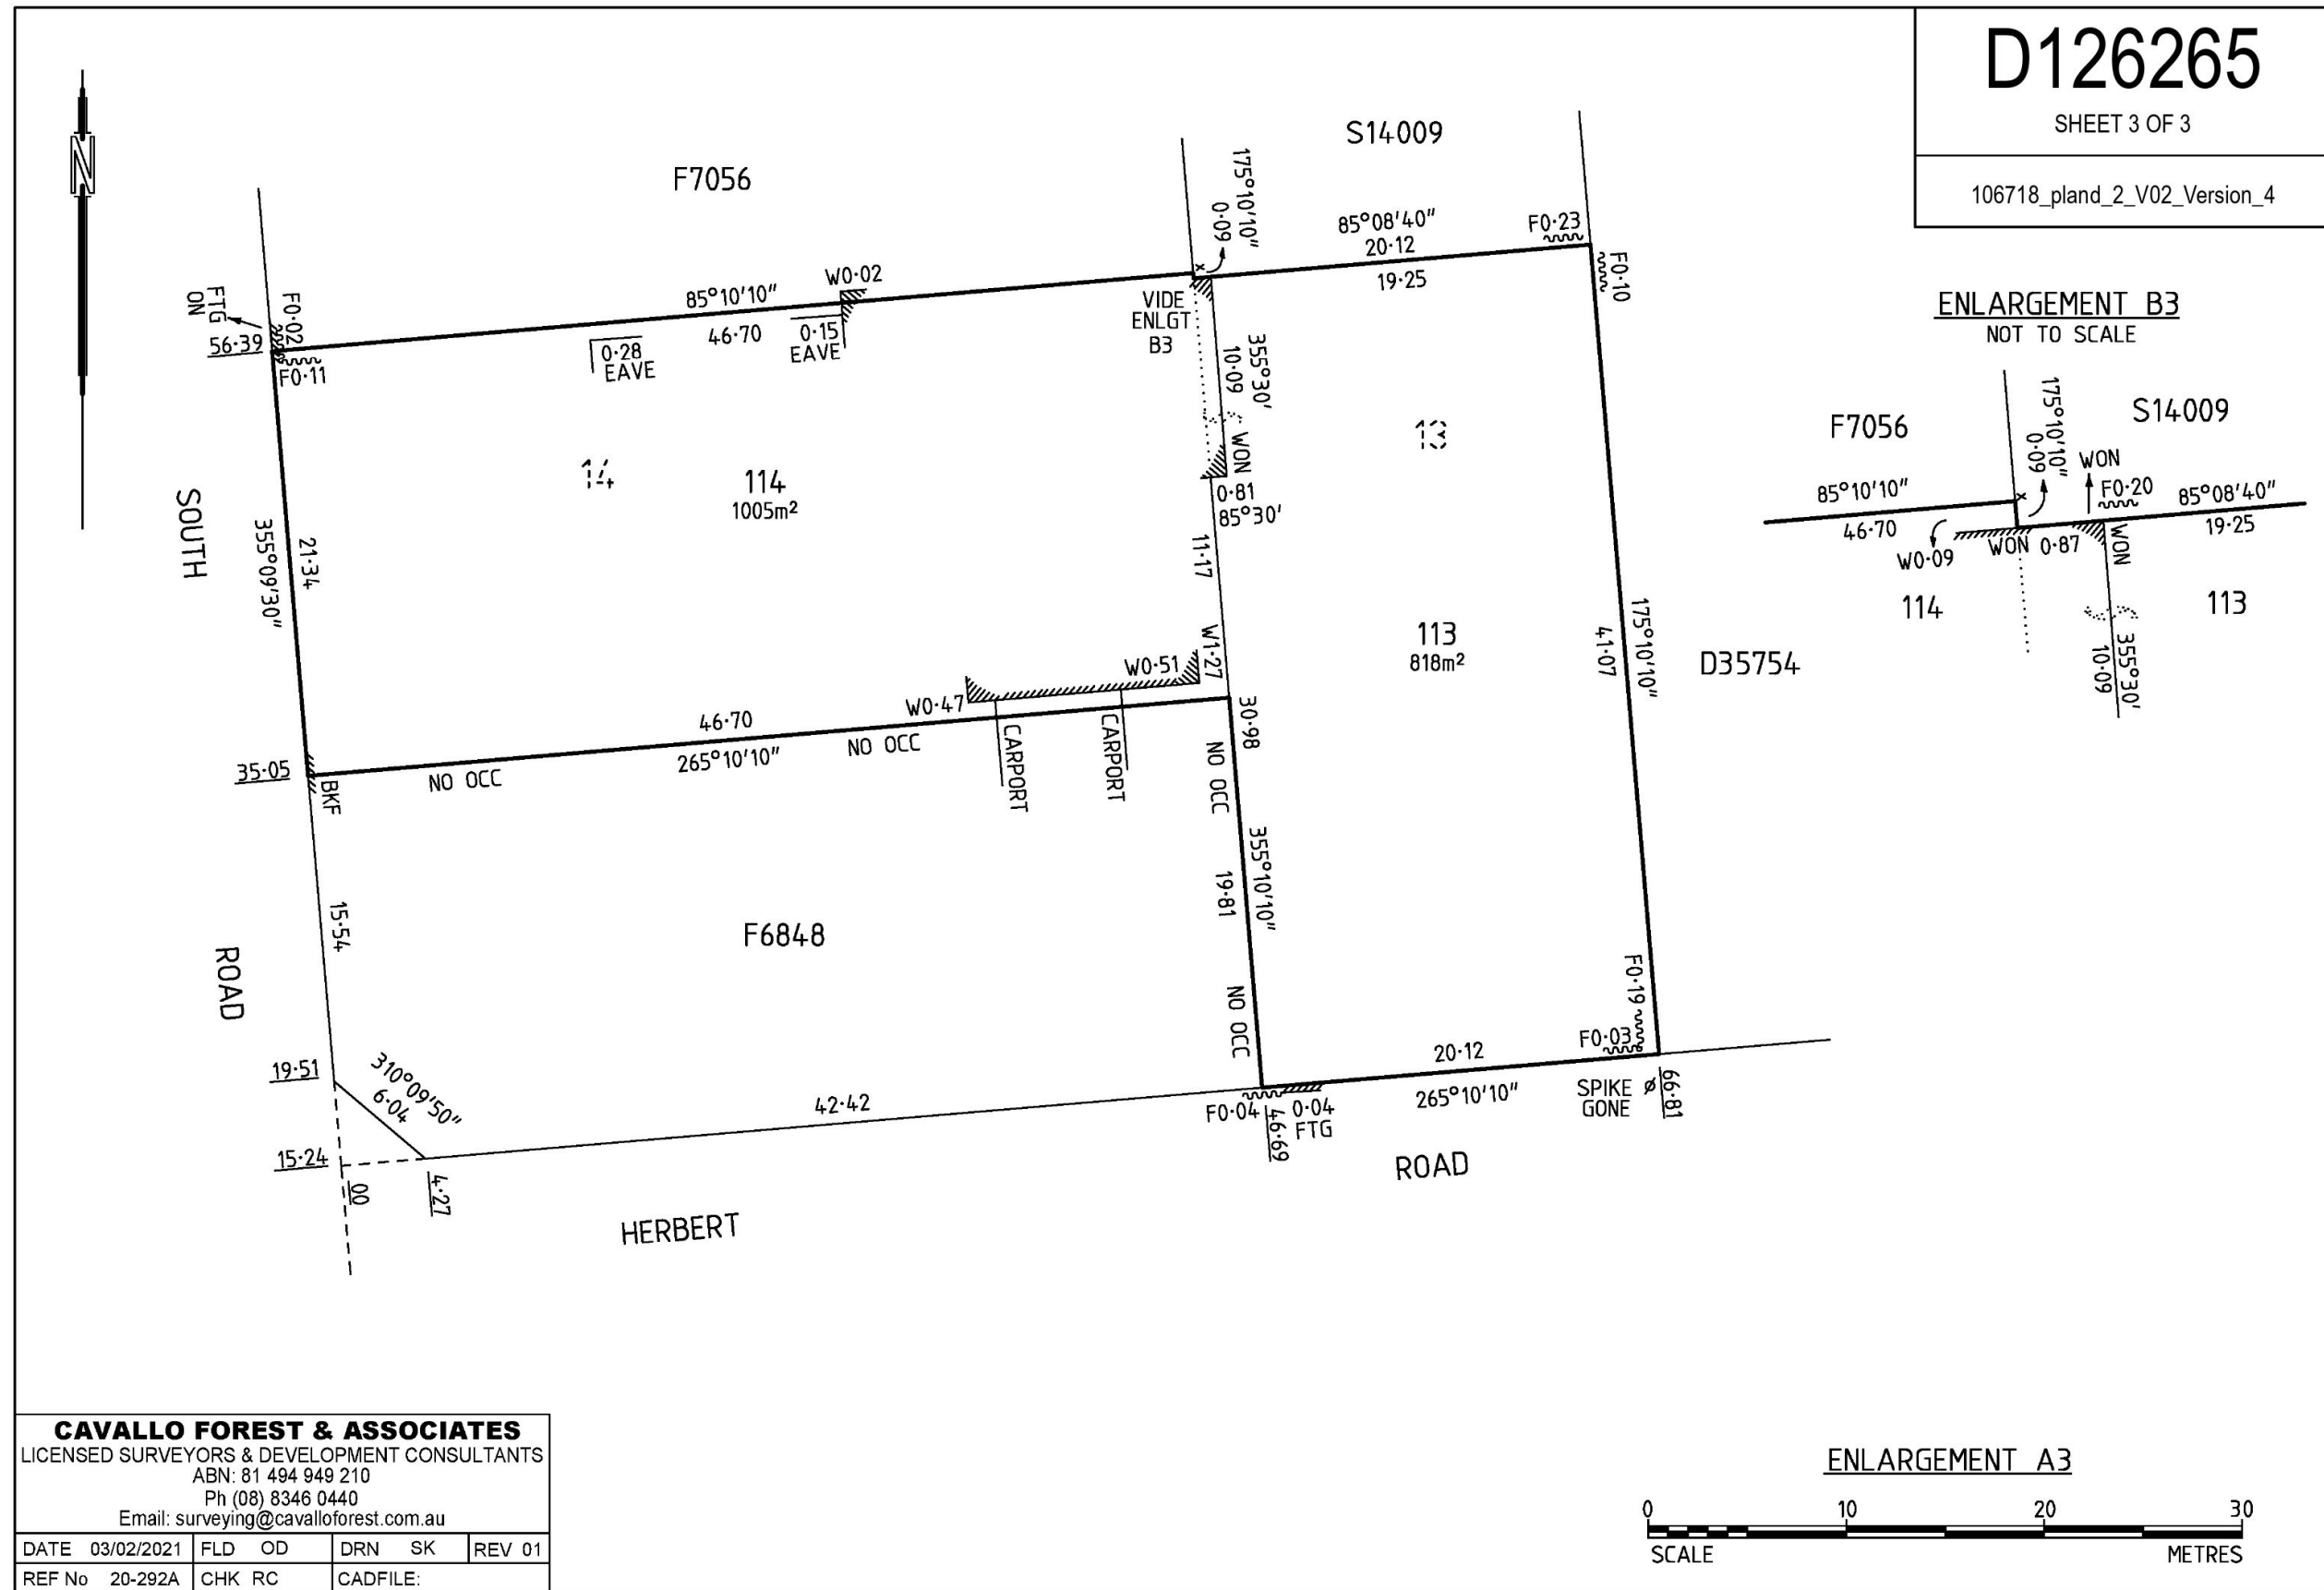 D126265
SHEET 3 OF 3
106718_pland_2_V02_Version_4
N
F7056
S14009
175°10'10"
0·09
85°08'40"
20·12
19·25
F0·23
F0·10
FTG
ON
F0·02
56·39
F0·11
85°10'10"
46·70
W0·02
0·28
EAVE
0·15
EAVE
VIDE
ENLGT
B3
355°30'
10·09
WON
0·81
85°30'
14
114
1005m²
13
11·17
W1·27
SOUTH
355°09'30"
21·34
113
818m²
41·07
175°10'10"
D35754
W0·47
W0·51
46·70
265°10'10"
NO OCC
NO OCC
CARPORT
CARPORT
30·98
NO OCC
35·05
BKF
15·54
F6848
19·81
355°10'10"
NO OCC
ROAD
19·51
310°09'50"
6·04
15·24
00
4·27
42·42
F0·04
46·69
0·04
FTG
20·12
265°10'10"
F0·03
F0·19
SPIKE
GONE
66·81
HERBERT
ROAD
ENLARGEMENT B3
NOT TO SCALE
F7056
175°10'10"
0·09
S14009
WON
F0·20
85°10'10"
46·70
85°08'40"
19·25
W0·09
WON
0·87
WON
114
113
355°30'
10·09
CAVALLO FOREST & ASSOCIATES
LICENSED SURVEYORS & DEVELOPMENT CONSULTANTS
ABN: 81 494 949 210
Ph (08) 8346 0440
Email: surveying@cavalloforest.com.au
DATE 03/02/2021 FLD OD DRN SK REV 01
REF No 20-292A CHK RC CADFILE:
ENLARGEMENT A3
0 10 20 30
SCALE METRES